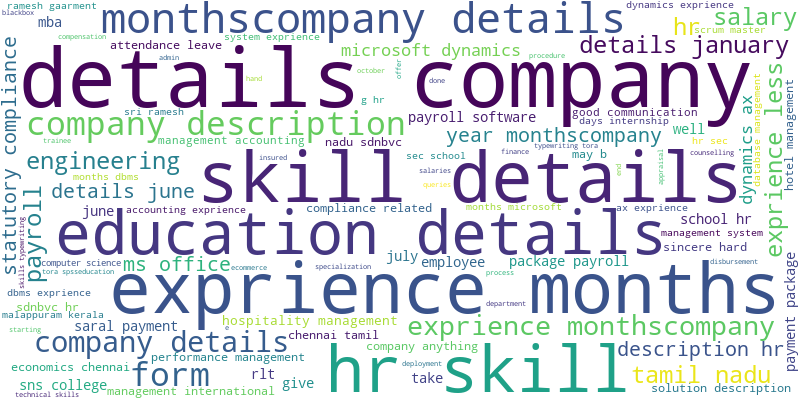 ramesh gaarment
dynamics exprience
blackbox
mba
monthscompany details
hr
salary
compensation
system exprience
scrum master
attendance leave
microsoft dynamics
details january
admin
procedure
details company
october
offer
hand
done
statutory compliance
g hr
exprience less
hotel management
database management
dynamics ax
sri ramesh
payroll software
good communication
days internship
company description
year monthscompany
well
trainee
management accounting
nadu sdnbvc
hr sec
engineering
insured
sec school
finance
typewriting tora
may b
counselling
months dbms
skill details
salaries
end
appraisal
details june
queries
payroll
june
accounting exprience
compliance related
months microsoft
ax exprience
school hr
education details
management system
sincere hard
skills typewriting
computer science
ms office
july
employee
package payroll
tora spsseducation
ecommerce
specialization
process
disbursement
payment package
dbms exprience
exprience months
sdnbvc hr
malappuram kerala
department
starting
saral payment
hospitality management
e
exprience monthscompany
chennai tamil
company details
company anything
description hr
performance management
economics chennai
form
rlt
hr skill
deployment
take
tamil nadu
sns college
give
technical skills
management international
solution description